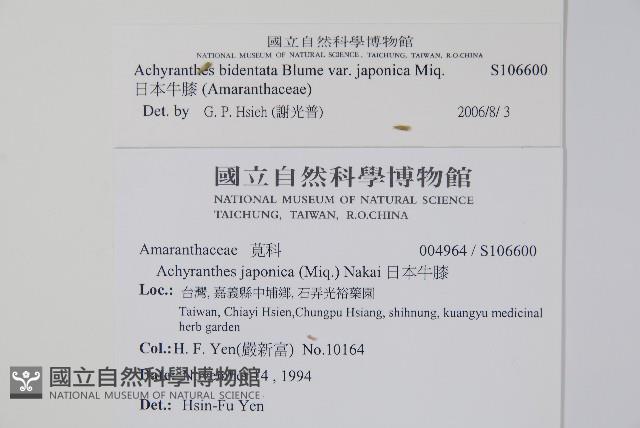 國立自然科學博物館
NATIONAL MUSEUM OF NATURAL SCIENCE, TAICHUNG, TAIWAN, R.O.CHINA
Achyranthes bidentata Blume var. japonica Miq. S106600
日本牛膝 (Amaranthaceae)
Det. by G. P. Hsieh (謝光普) 2006/8/ 3
國立自然科學博物館
NATIONAL MUSEUM OF NATURAL SCIENCE
TAICHUNG, TAIWAN, R.O.CHINA
Amaranthaceae 莧科 004964 / S106600
Achyranthes japonica (Miq.) Nakai 日本牛膝
Loc.: 台灣, 嘉義縣中埔鄉, 石弄光裕藥園
Taiwan, Chiayi Hsien,Chungpu Hsiang, shihnung, kuangyu medicinal
herb garden
Col.: H. F. Yen(嚴新富) No.10164
14 , 1994
國立自然科學博物館
NATIONAL MUSEUM OF NATURAL SCIENCE
Det.: Hsin-Fu Yen